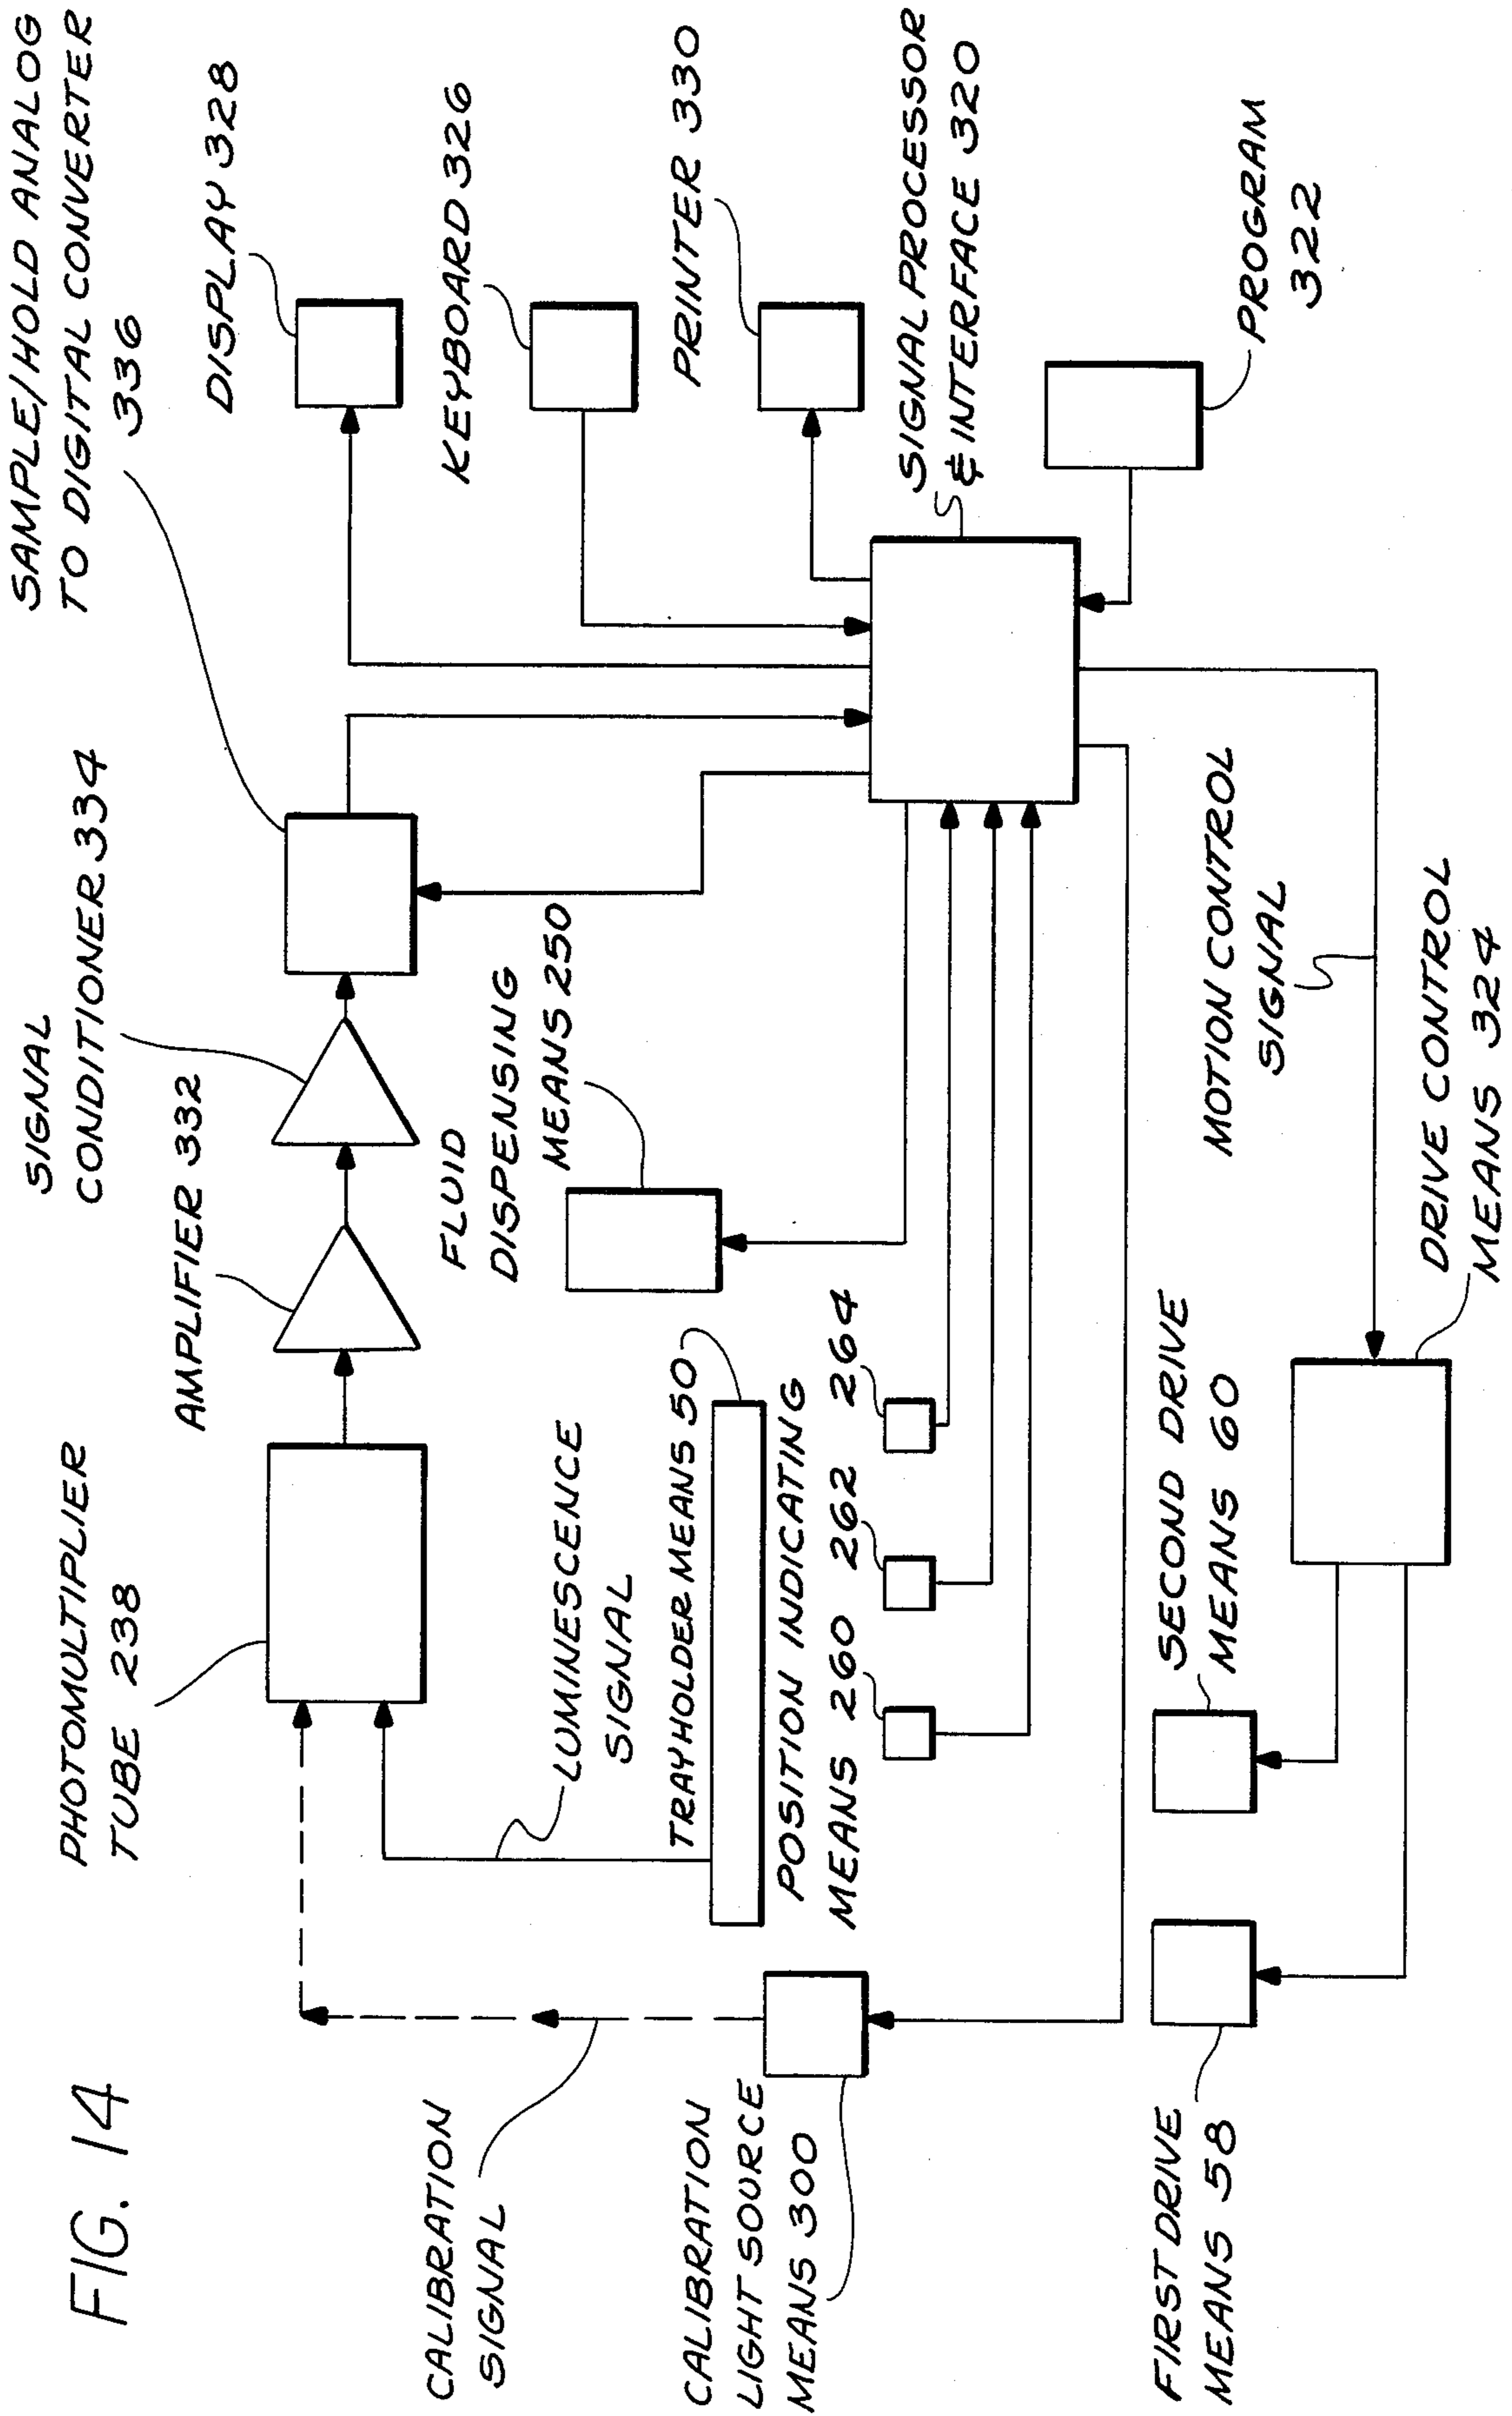 FIG. 14
PHOTOMULTIPLIER
TUBE 238
AMPLIFIER 332
SIGNAL
CONDITIONER 334
SAMPLE/HOLD ANALOG
TO DIGITAL CONVERTER
336
DISPLAY 328
KEYBOARD 326
PRINTER 330
SIGNAL PROCESSOR
& INTERFACE 320
PROGRAM
322
CALIBRATION
SIGNAL
LUMINESCENCE
SIGNAL
FLUID
DISPENSING
MEANS 250
TRAY HOLDER MEANS 50
POSITION INDICATING
MEANS 260 262 264
CALIBRATION
LIGHT SOURCE
MEANS 300
MOTION CONTROL
SIGNAL
FIRST DRIVE
MEANS 58
SECOND DRIVE
MEANS 60
DRIVE CONTROL
MEANS 324